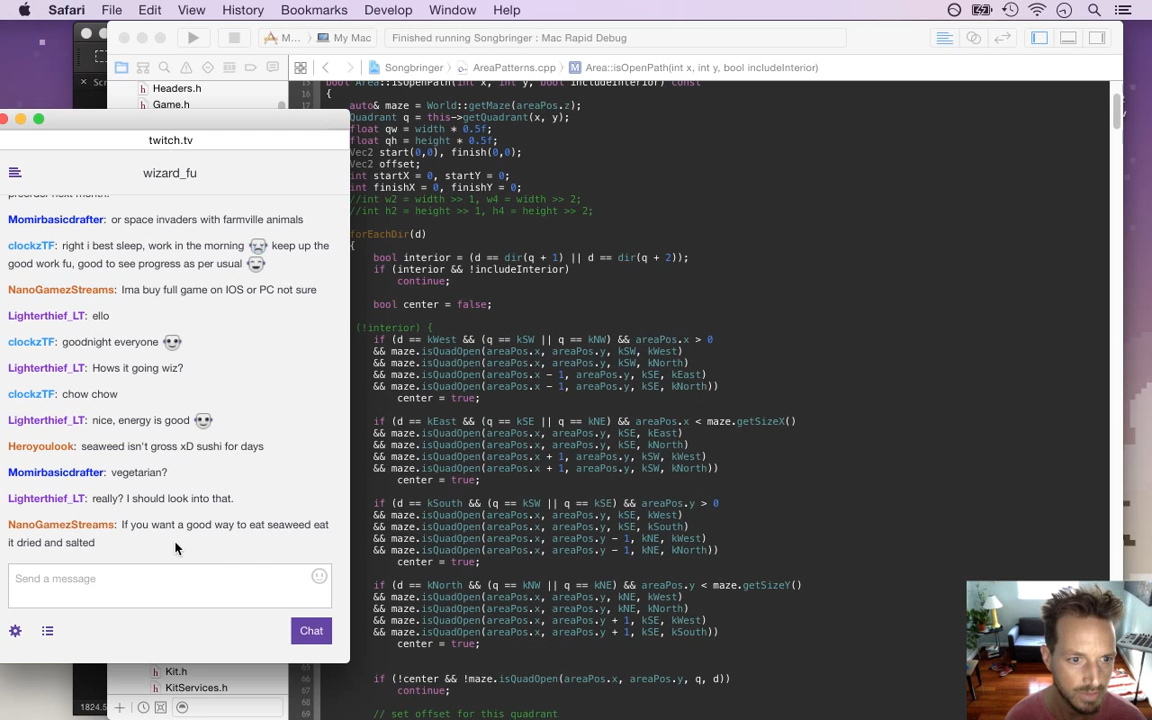 Safari File Edit View History Bookmarks Develop Window Help
M... My Mac Finished running Songbringer : Mac Rapid Debug
Songbringer AreaPatterns.cpp M Area::isOpenPath(int x, int y, bool includeInterior)
Headers.h
Game.h
twitch.tv
wizard_fu
Momirbasicdrafter: or space invaders with farmville animals
clockzTF: right i best sleep, work in the morning keep up the
good work fu, good to see progress as per usual
NanoGamezStreams: Ima buy full game on IOS or PC not sure
Lighterthief_LT: ello
clockzTF: goodnight everyone
Lighterthief_LT: Hows it going wiz?
clockzTF: chow chow
Lighterthief_LT: nice, energy is good
Heroyoulook: seaweed isn't gross xD sushi for days
Momirbasicdrafter: vegetarian?
Lighterthief_LT: really? I should look into that.
NanoGamezStreams: If you want a good way to eat seaweed eat
it dried and salted
Send a message
Chat
Kit.h
KitServices.h
1824.5
bool Area::isOpenPath(int x, int y, bool includeInterior) const
{
auto& maze = World::getMaze(areaPos.z);
Quadrant q = this->getQuadrant(x, y);
float qw = width * 0.5f;
float qh = height * 0.5f;
Vec2 start(0,0), finish(0,0);
Vec2 offset;
int startX = 0, startY = 0;
int finishX = 0, finishY = 0;
//int w2 = width >> 1, w4 = width >> 2;
//int h2 = height >> 1, h4 = height >> 2;
forEachDir(d)
{
bool interior = (d == dir(q + 1) || d == dir(q + 2));
if (interior && !includeInterior)
continue;
bool center = false;
(!interior) {
if (d == kWest && (q == kSW || q == kNW) && areaPos.x > 0
&& maze.isQuadOpen(areaPos.x, areaPos.y, kSW, kWest)
&& maze.isQuadOpen(areaPos.x, areaPos.y, kSW, kNorth)
&& maze.isQuadOpen(areaPos.x - 1, areaPos.y, kSE, kEast)
&& maze.isQuadOpen(areaPos.x - 1, areaPos.y, kSE, kNorth))
center = true;
if (d == kEast && (q == kSE || q == kNE) && areaPos.x < maze.getSizeX()
&& maze.isQuadOpen(areaPos.x, areaPos.y, kSE, kEast)
&& maze.isQuadOpen(areaPos.x, areaPos.y, kSE, kNorth)
&& maze.isQuadOpen(areaPos.x + 1, areaPos.y, kSW, kWest)
&& maze.isQuadOpen(areaPos.x + 1, areaPos.y, kSW, kNorth))
center = true;
if (d == kSouth && (q == kSW || q == kSE) && areaPos.y > 0
&& maze.isQuadOpen(areaPos.x, areaPos.y, kSE, kWest)
&& maze.isQuadOpen(areaPos.x, areaPos.y, kSE, kSouth)
&& maze.isQuadOpen(areaPos.x, areaPos.y - 1, kNE, kWest)
&& maze.isQuadOpen(areaPos.x, areaPos.y - 1, kNE, kNorth))
center = true;
if (d == kNorth && (q == kNW || q == kNE) && areaPos.y < maze.getSizeY()
&& maze.isQuadOpen(areaPos.x, areaPos.y, kNE, kWest)
&& maze.isQuadOpen(areaPos.x, areaPos.y, kNE, kNorth)
&& maze.isQuadOpen(areaPos.x, areaPos.y + 1, kSE, kWest)
&& maze.isQuadOpen(areaPos.x, areaPos.y + 1, kSE, kSouth))
center = true;
if (!center && !maze.isQuadOpen(areaPos.x, areaPos.y, q, d))
continue;
// set offset for this quadrant